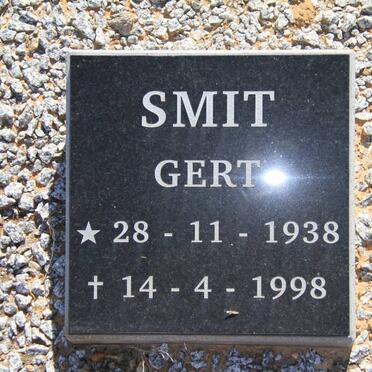 SMIT
GERT
★ 28 - 11 - 1938
✝ 14 - 4 - 1998